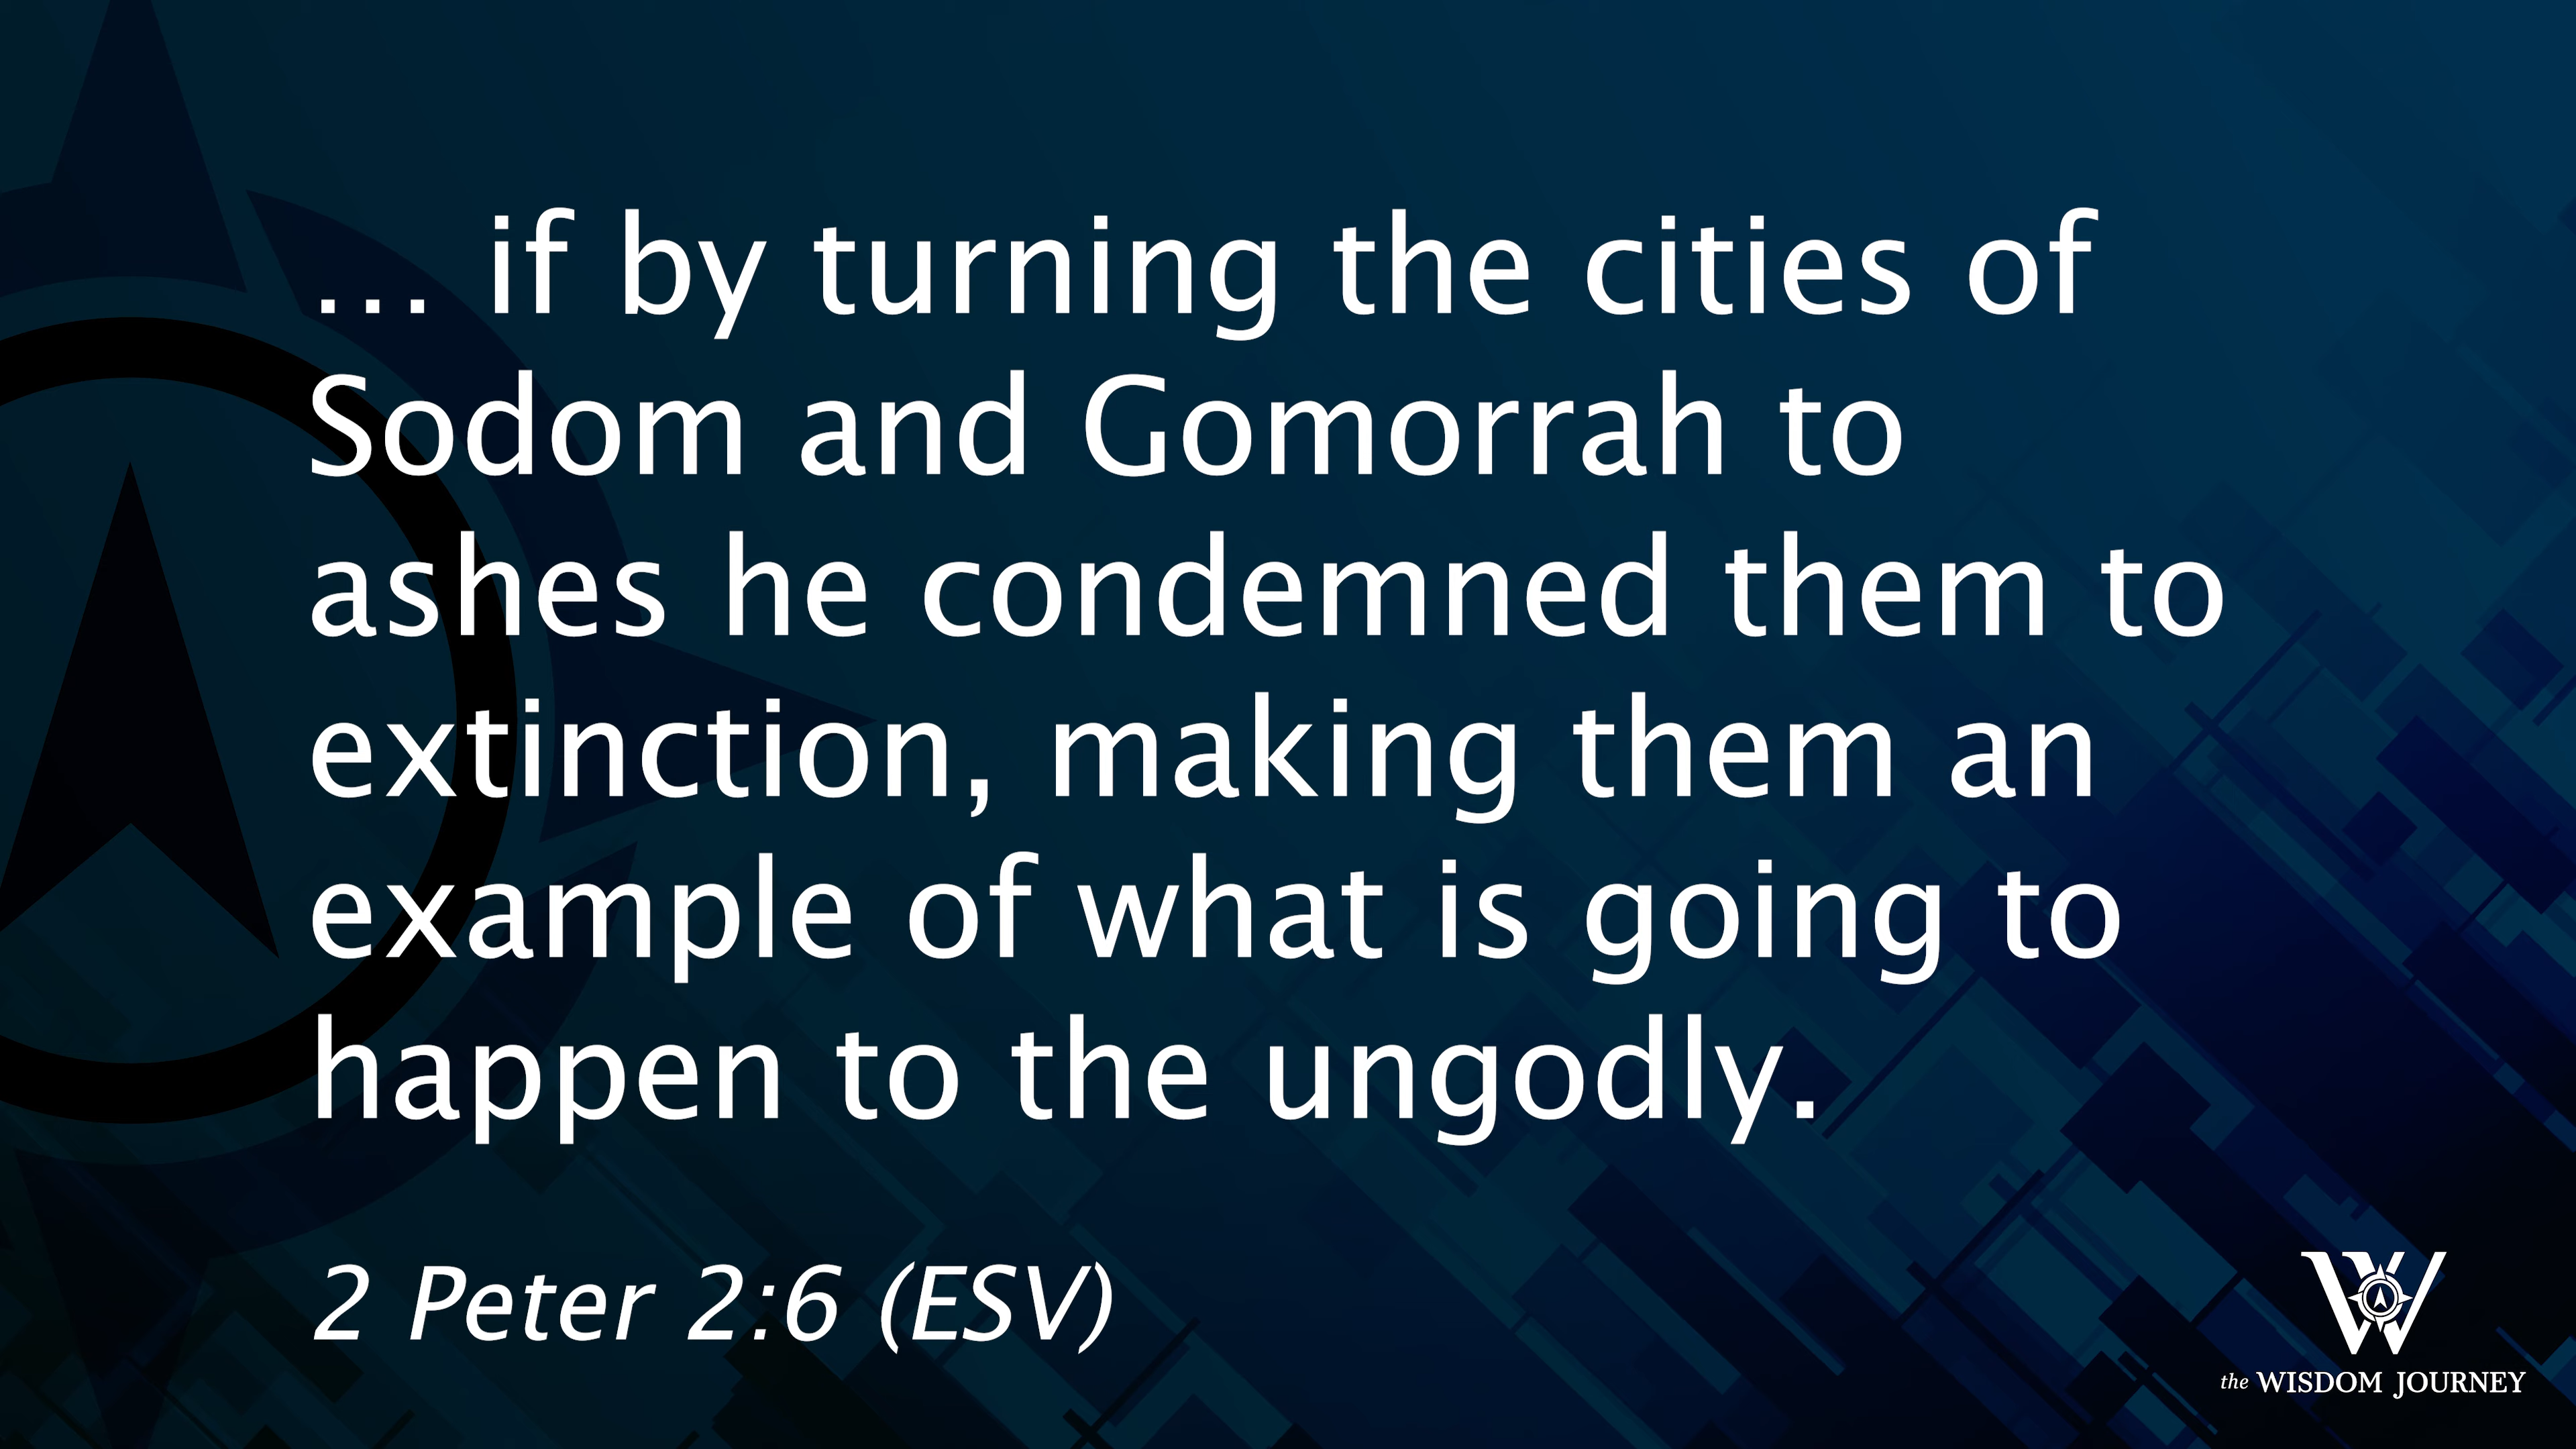 ... if by turning the cities of
Sodom and Gomorrah to
ashes he condemned them to
extinction, making them an
example of what is going to
happen to the ungodly.
2 Peter 2:6 (ESV)
W
the WISDOM JOURNEY